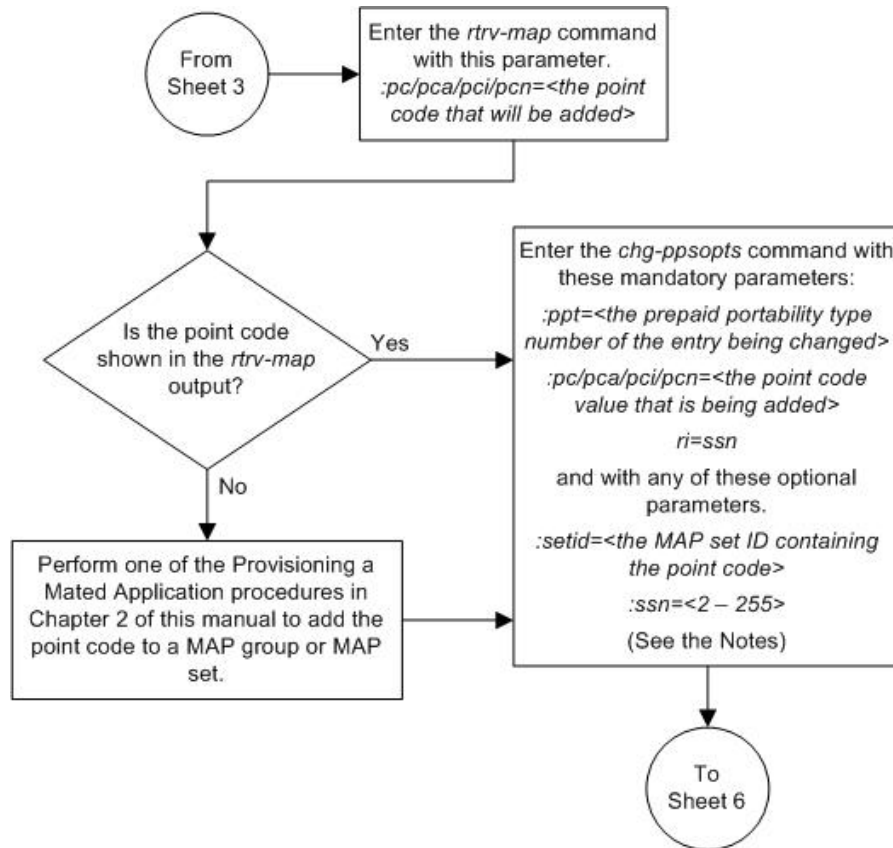 From
Sheet 3
Enter the rtrv-map command
with this parameter.
:pc/pca/pci/pcn=<the point
code that will be added>
Is the point code
shown in the rtrv-map
output?
Yes
No
Perform one of the Provisioning a
Mated Application procedures in
Chapter 2 of this manual to add the
point code to a MAP group or MAP
set.
Enter the chg-ppsopts command with
these mandatory parameters:
:ppt=<the prepaid portability type
number of the entry being changed>
:pc/pca/pci/pcn=<the point code
value that is being added>
ri=ssn
and with any of these optional
parameters.
:setid=<the MAP set ID containing
the point code>
:ssn=<2 – 255>
(See the Notes)
To
Sheet 6